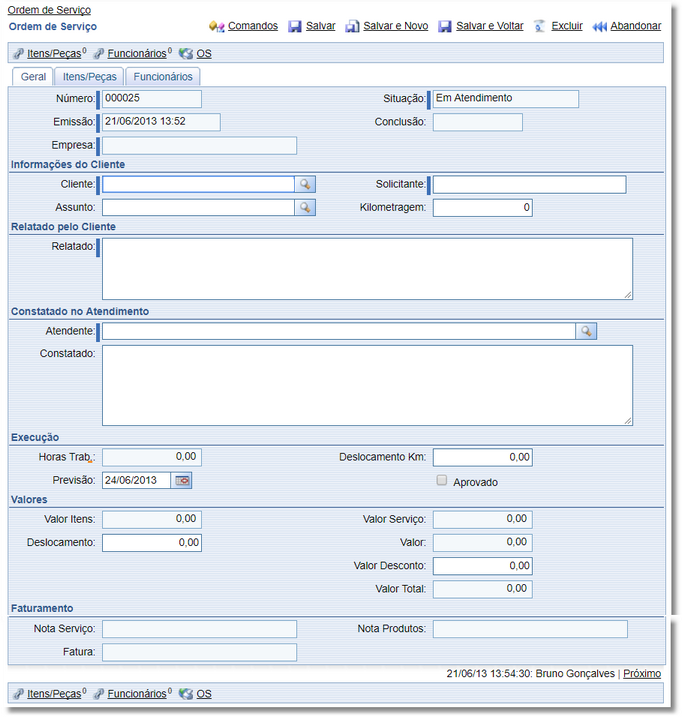 Ordem de Serviço
Ordem de Serviço Comandos Salvar Salvar e Novo Salvar e Voltar Excluir Abandonar
Itens/Peças 0 Funcionários 0 OS
Geral Itens/Peças Funcionários
Número: 000025 Situação: Em Atendimento
Emissão: 21/06/2013 13:52 Conclusão:
Empresa:
Informações do Cliente
Cliente: Solicitante:
Assunto: Kilometragem: 0
Relatado pelo Cliente
Relatado:
Constatado no Atendimento
Atendente:
Constatado:
Execução
Horas Trab.: 0,00 Deslocamento Km: 0,00
Previsão: 24/06/2013 Aprovado
Valores
Valor Itens: 0,00 Valor Serviço: 0,00
Deslocamento: 0,00 Valor: 0,00
Valor Desconto: 0,00
Valor Total: 0,00
Faturamento
Nota Serviço: Nota Produtos:
Fatura:
21/06/13 13:54:30: Bruno Gonçalves | Próximo
Itens/Peças 0 Funcionários 0 OS